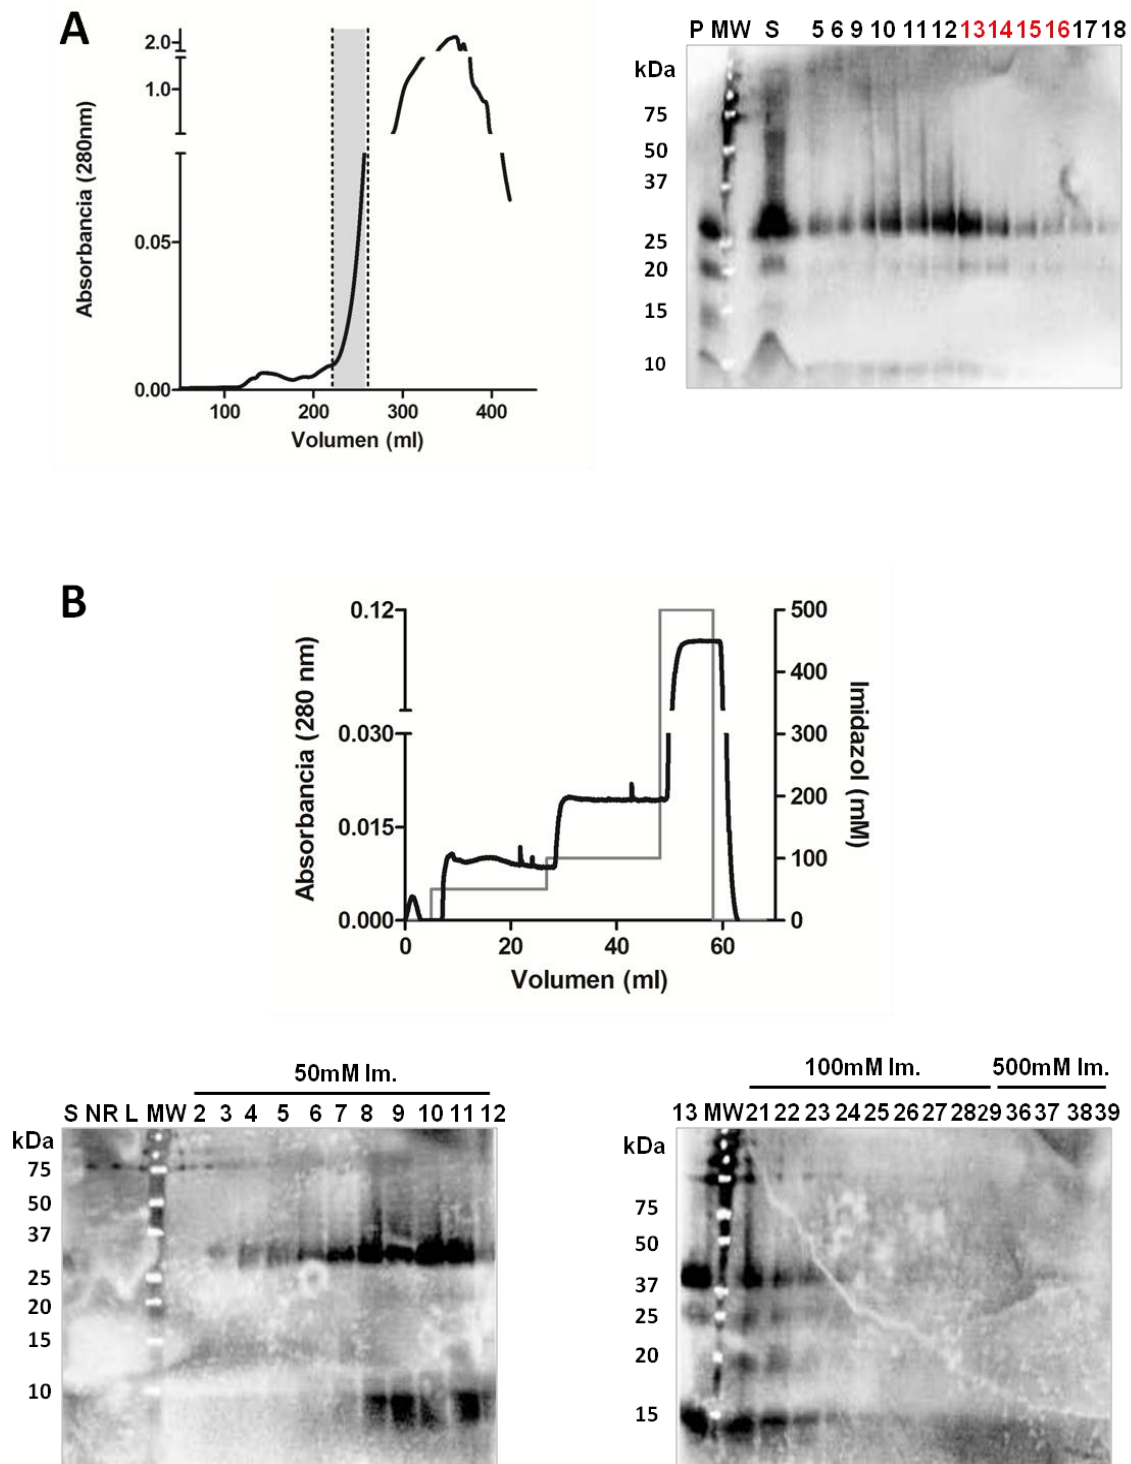 A
2.0
1.0
0.05
0.00
100 200 300 400
Volumen (ml)
Absorbancia (280nm)
P MW S 5 6 9 10 11 12 13 14 15 16 17 18
kDa
75
50
37
25
20
15
10
B
0.12
0.030
0.015
0.000
Absorbancia (280 nm)
500
400
300
200
100
0
Imidazol (mM)
0 20 40 60
Volumen (ml)
50mM Im.
S NR L MW 2 3 4 5 6 7 8 9 10 11 12
kDa
75
50
37
25
20
15
10
100mM Im. 500mM Im.
13 MW 21 22 23 24 25 26 27 28 29 36 37 38 39
kDa
75
50
37
25
20
15